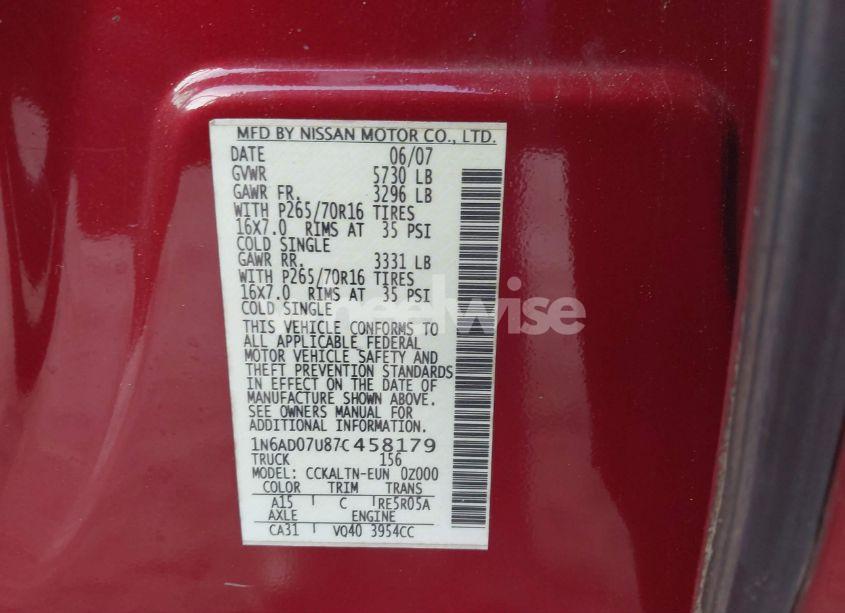 MFD BY NISSAN MOTOR CO., LTD.
DATE 06/07
GVWR 5730 LB
GAWR FR. 3296 LB
WITH P265/70R16 TIRES
16X7.0 RIMS AT 35 PSI
COLD SINGLE
GAWR RR. 3331 LB
WITH P265/70R16 TIRES
16X7.0 RIMS AT 35 PSI
COLD SINGLE
THIS VEHICLE CONFORMS TO
ALL APPLICABLE FEDERAL
MOTOR VEHICLE SAFETY AND
THEFT PREVENTION STANDARDS
IN EFFECT ON THE DATE OF
MANUFACTURE SHOWN ABOVE.
SEE OWNERS MANUAL FOR
ADDITIONAL INFORMATION.
1N6AD07U87C458179
TRUCK 156
MODEL: CCKALTN-EUN 0Z000
COLOR TRIM TRANS
A15 C RE5R05A
AXLE ENGINE
CA31 VQ40 3954CC